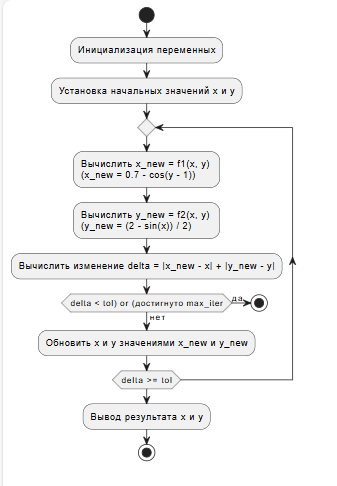 Инициализация переменных
Установка начальных значений x и y
Вычислить x_new = f1(x, y)
(x_new = 0.7 - cos(y - 1))
Вычислить y_new = f2(x, y)
(y_new = (2 - sin(x)) / 2)
Вычислить изменение delta = |x_new - x| + |y_new - y|
delta < tol) or (достигнуто max_iter
да
нет
Обновить x и y значениями x_new и y_new
delta >= tol
Вывод результата x и y